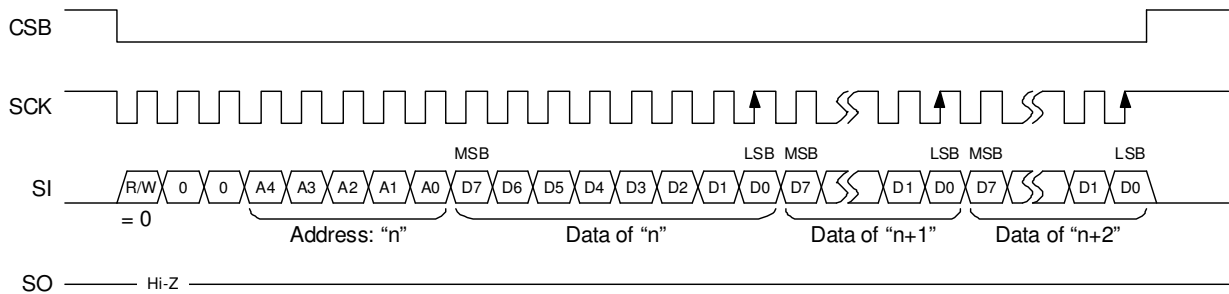 CSB
SCK
MSB LSB MSB LSB MSB LSB
SI R/W 0 0 A4 A3 A2 A1 A0 D7 D6 D5 D4 D3 D2 D1 D0 D7 D1 D0 D7 D1 D0
= 0
Address: “n” Data of “n” Data of “n+1” Data of “n+2”
SO Hi-Z